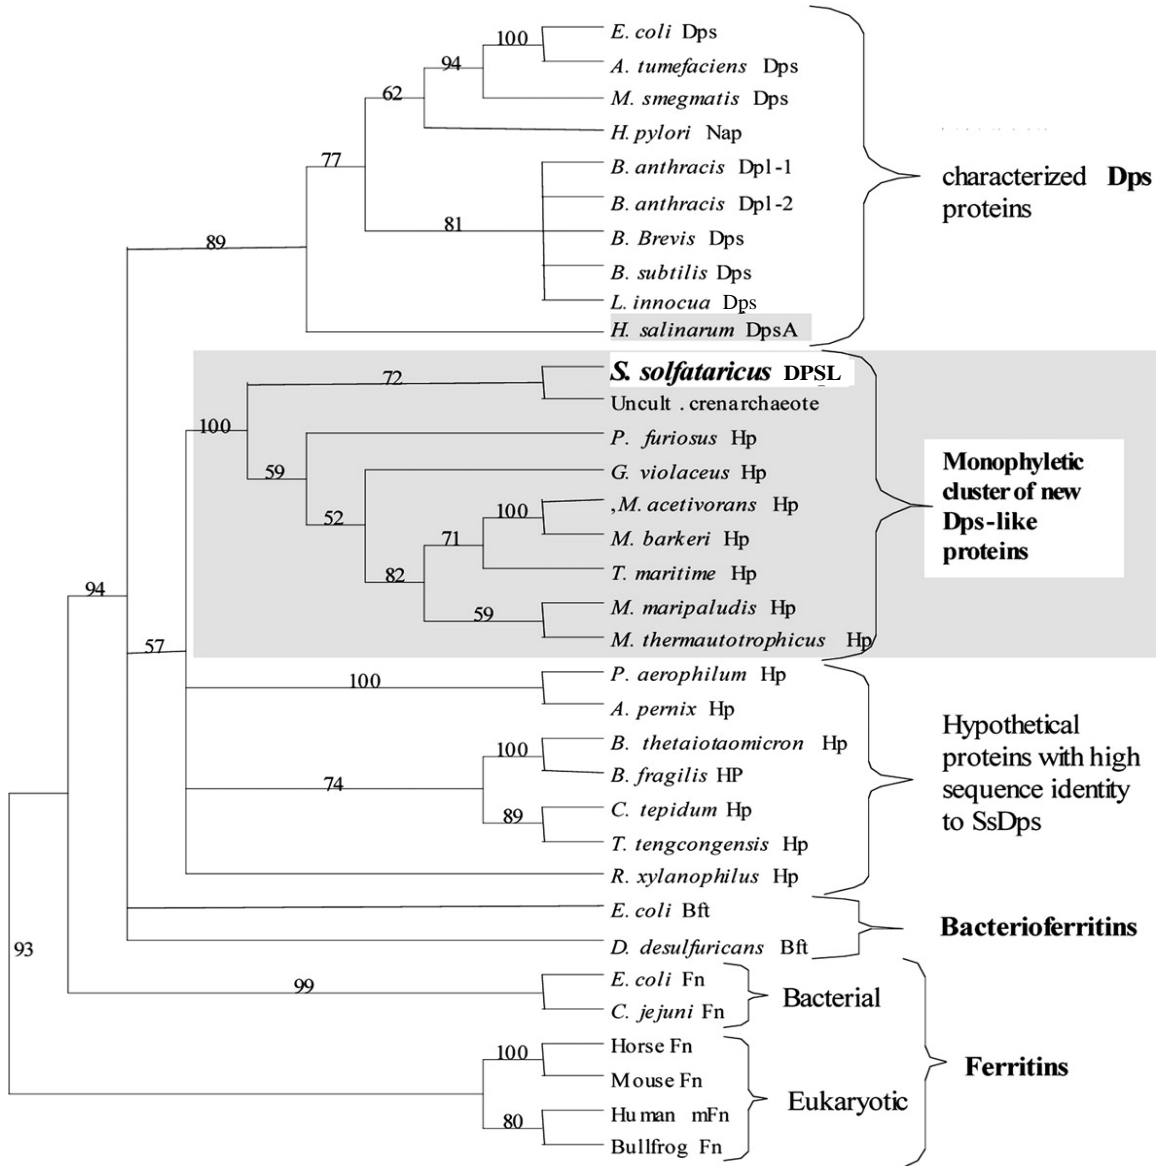 100
E. coli Dps
94
A. tumefaciens Dps
62
M. smegmatis Dps
H. pylori Nap
77
B. anthracis Dpl-1
characterized Dps
proteins
B. anthracis Dpl-2
81
B. Brevis Dps
89
B. subtilis Dps
L. innocua Dps
H. salinarum DpsA
S. solfataricus DPSL
72
Uncult . crenarchaeote
100
P. furiosus Hp
59
G. violaceus Hp
Monophyletic
cluster of new
Dps-like
proteins
52
100
,M. acetivorans Hp
71
M. barkeri Hp
82
T. maritime Hp
94
59
M. maripaludis Hp
57
M. thermautotrophicus Hp
100
P. aerophilum Hp
A. pernix Hp
Hypothetical
proteins with high
sequence identity
to SsDps
100
B. thetaiotaomicron Hp
74
B. fragilis HP
89
C. tepidum Hp
T. tengcongensis Hp
R. xylanophilus Hp
E. coli Bft
Bacterioferritins
93
D. desulfuricans Bft
99
E. coli Fn
Bacterial
C. jejuni Fn
100
Horse Fn
Ferritins
Mouse Fn
Eukaryotic
80
Human mFn
Bullfrog Fn